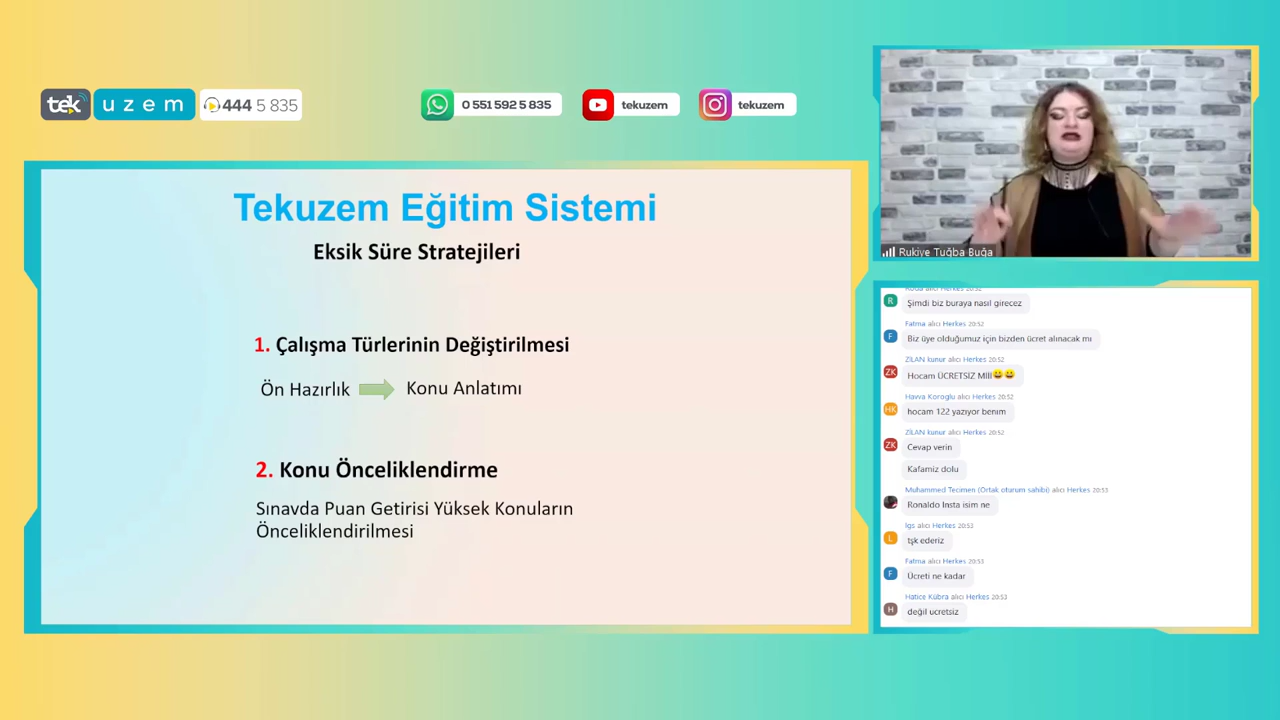 tek uzem 444 5 835
0 551 592 5 835
tekuzem
tekuzem
Tekuzem Eğitim Sistemi
Eksik Süre Stratejileri
1. Çalışma Türlerinin Değiştirilmesi
Ön Hazırlık Konu Anlatımı
2. Konu Önceliklendirme
Sınavda Puan Getirisi Yüksek Konuların
Önceliklendirilmesi
Rukiye Tuğba Buğa
R
Şimdi biz buraya nasıl girecez
Fatma alıcı Herkes 20:52
F
Biz üye olduğumuz için bizden ücret alınacak mı
ZİLAN kunur alıcı Herkes 20:52
ZK
Hocam ÜCRETSİZ Mİİİ😀😀
Havva Koroglu alıcı Herkes 20:52
HK
hocam 122 yazıyor benım
ZİLAN kunur alıcı Herkes 20:52
ZK
Cevap verin
Kafamiz dolu
Muhammed Tecimen (Ortak oturum sahibi) alıcı Herkes 20:53
Ronaldo Insta isim ne
alıcı Herkes 20:53
L
tşk ederiz
Fatma alıcı Herkes 20:53
F
Ücreti ne kadar
Hatice Kübra alıcı Herkes 20:53
H
değil ucretsiz